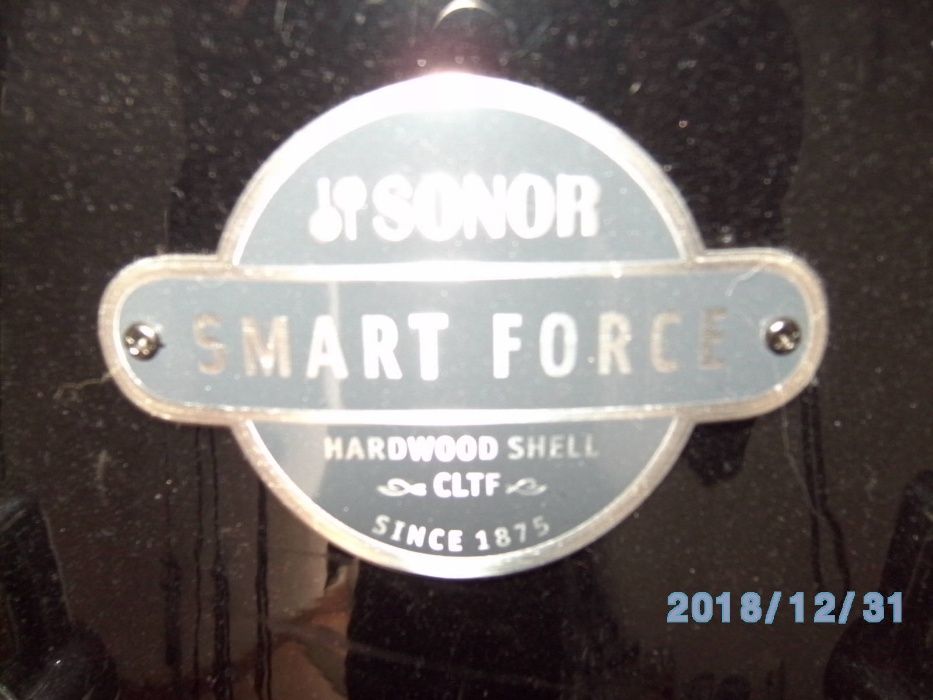 SONOR
SMART FORCE
HARDWOOD SHELL
CLTF
SINCE 1875
2018/12/31